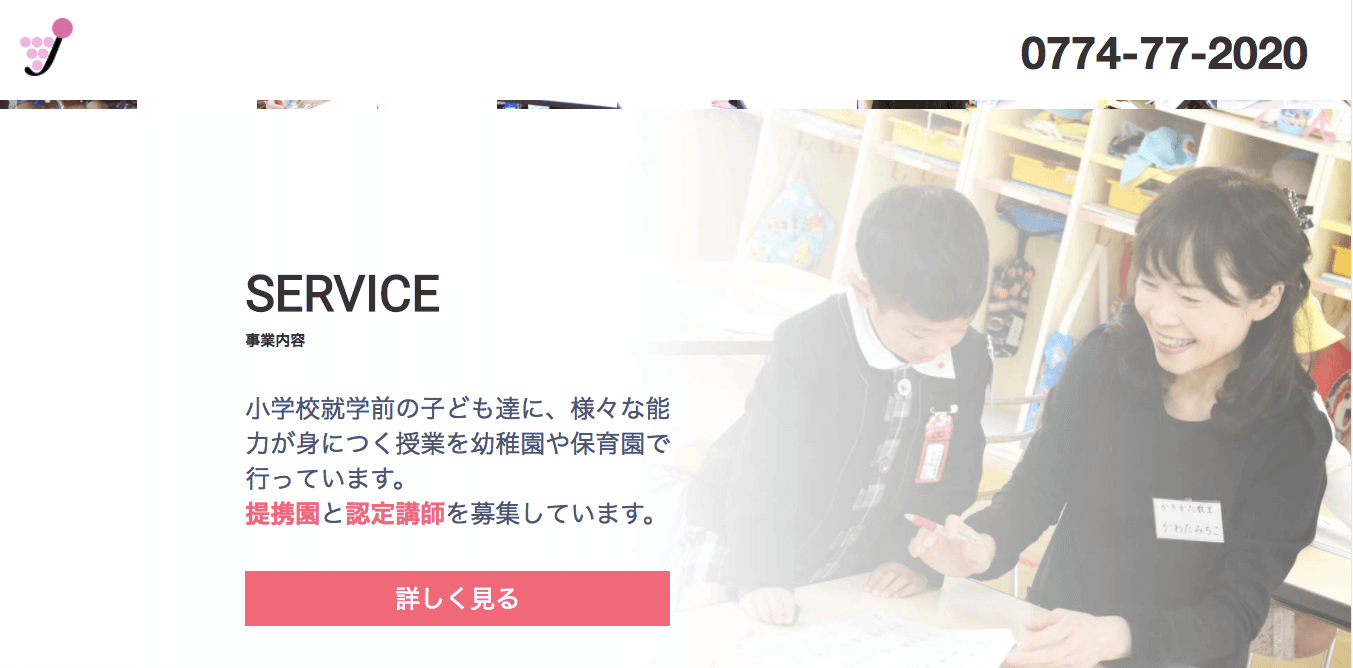 0774-77-2020
SERVICE
事業内容
小学校就学前の子ども達に、様々な能
力が身につく授業を幼稚園や保育園で
行っています。
提携園と認定講師を募集しています。
詳しく見る
かきかた教室
かわたみちこ